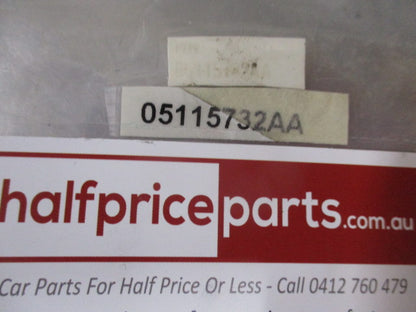 05115732AA
halfpriceparts.com.au
Car Parts For Half Price Or Less - Call 0412 760 479